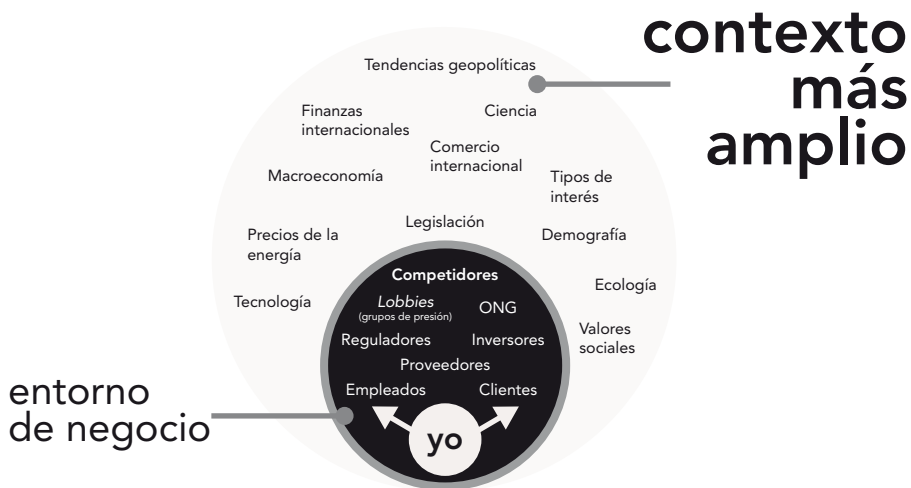 contexto
más
amplio
Tendencias geopolíticas
Finanzas
internacionales
Ciencia
Comercio
internacional
Macroeconomía
Tipos de
interés
Legislación
Precios de la
energía
Demografía
Competidores
Ecología
Tecnología
Lobbies
(grupos de presión)
ONG
Valores
sociales
Reguladores
Inversores
Proveedores
Empleados
Clientes
entorno
de negocio
yo